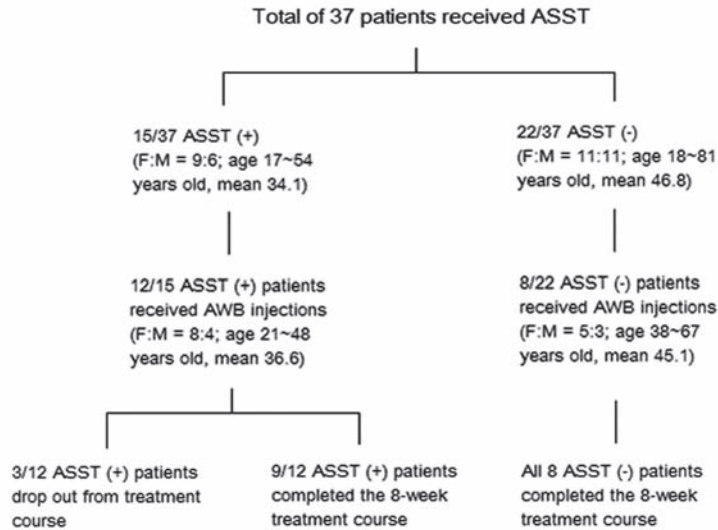 Total of 37 patients received ASST
15/37 ASST (+)
(F:M = 9:6; age 17~54
years old, mean 34.1)
22/37 ASST (-)
(F:M = 11:11; age 18~81
years old, mean 46.8)
12/15 ASST (+) patients
received AWB injections
(F:M = 8:4; age 21~48
years old, mean 36.6)
8/22 ASST (-) patients
received AWB injections
(F:M = 5:3; age 38~67
years old, mean 45.1)
3/12 ASST (+) patients
drop out from treatment
course
9/12 ASST (+) patients
completed the 8-week
treatment course
All 8 ASST (-) patients
completed the 8-week
treatment course